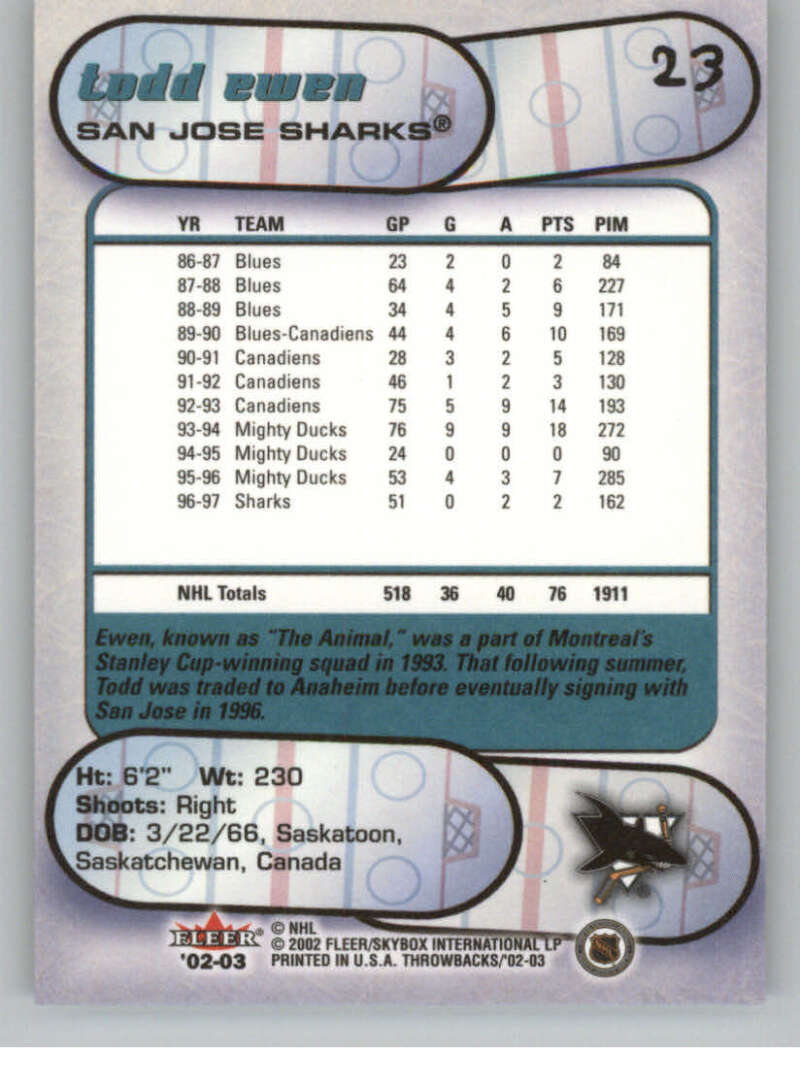 todd ewen
23
SAN JOSE SHARKS®
YR TEAM GP G A PTS PIM
86-87 Blues 23 2 0 2 84
87-88 Blues 64 4 2 6 227
88-89 Blues 34 4 5 9 171
89-90 Blues-Canadiens 44 4 6 10 169
90-91 Canadiens 28 3 2 5 128
91-92 Canadiens 46 1 2 3 130
92-93 Canadiens 75 5 9 14 193
93-94 Mighty Ducks 76 9 9 18 272
94-95 Mighty Ducks 24 0 0 0 90
95-96 Mighty Ducks 53 4 3 7 285
96-97 Sharks 51 0 2 2 162
NHL Totals 518 36 40 76 1911
Ewen, known as "The Animal," was a part of Montreal's
Stanley Cup-winning squad in 1993. That following summer,
Todd was traded to Anaheim before eventually signing with
San Jose in 1996.
Ht: 6'2" Wt: 230
Shoots: Right
DOB: 3/22/66, Saskatoon,
Saskatchewan, Canada
FLEER®
'02-03
© NHL
© 2002 FLEER/SKYBOX INTERNATIONAL LP
PRINTED IN U.S.A. THROWBACKS/'02-03
NHL